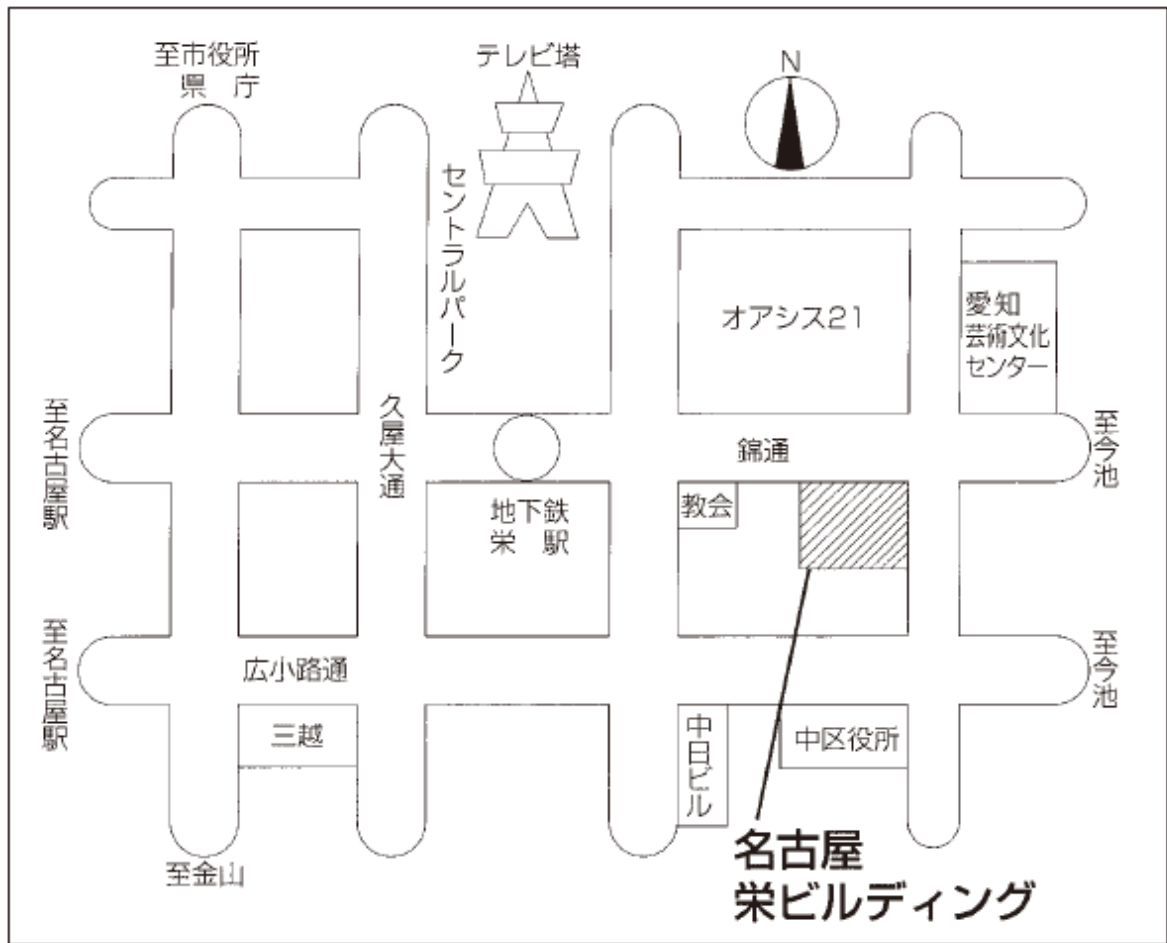 至市役所
県 庁
テレビ塔
N
セントラルパーク
オアシス21
愛知
芸術文化
センター
至名古屋駅
久屋大通
錦通
至今池
地下鉄
栄 駅
教会
至名古屋駅
広小路通
至今池
三越
中日ビル
中区役所
至金山
名古屋
栄ビルディング